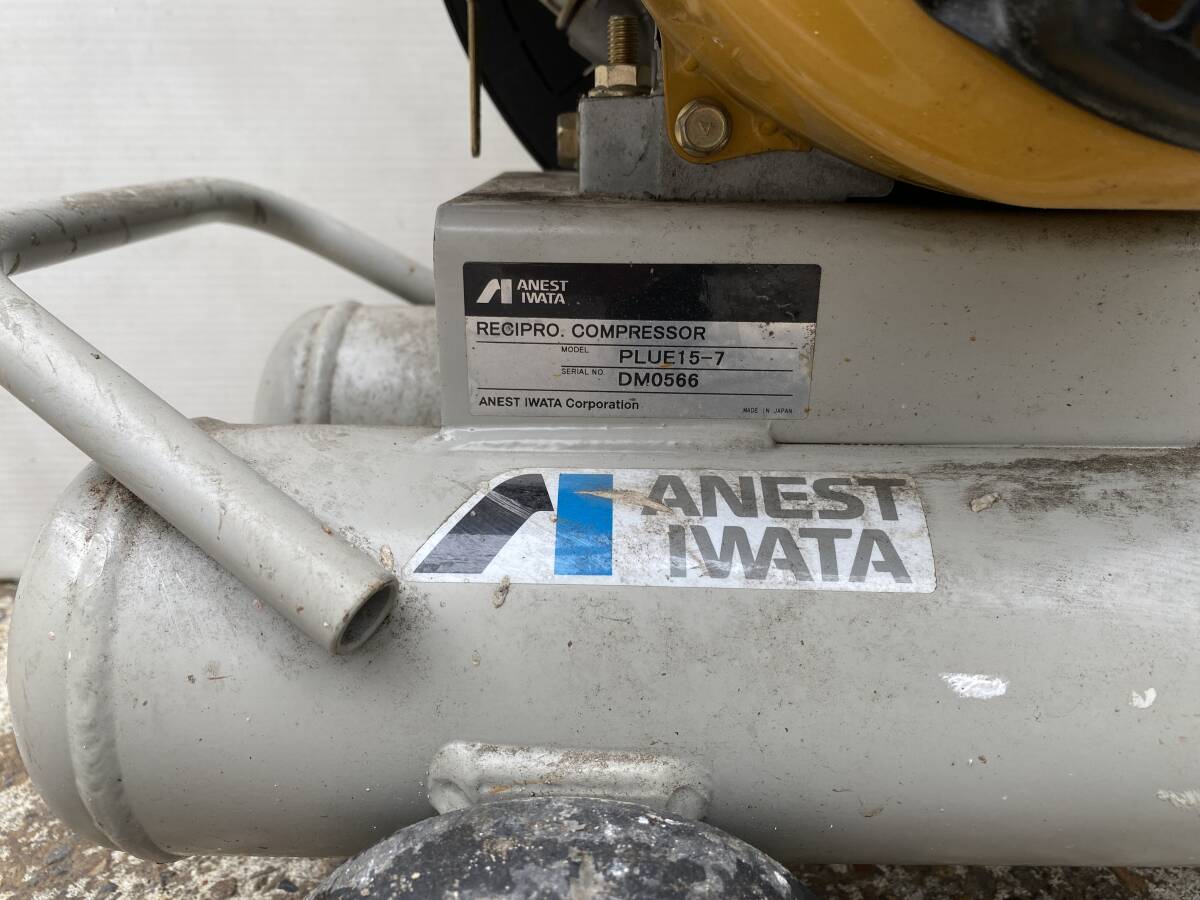 ANEST
IWATA
RECIPRO. COMPRESSOR
MODEL PLUE15-7
SERIAL NO. DM0566
ANEST IWATA Corporation MADE IN JAPAN
ANEST
IWATA